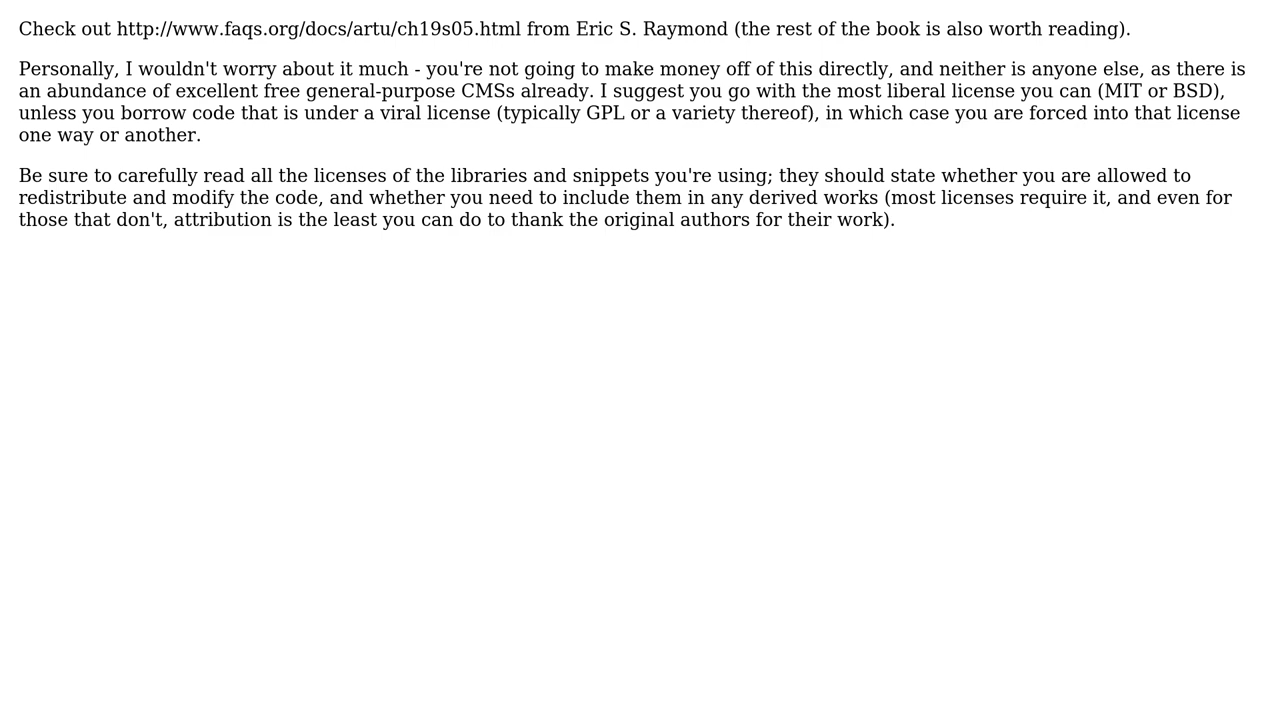 Check out http://www.faqs.org/docs/artu/ch19s05.html from Eric S. Raymond (the rest of the book is also worth reading).
Personally, I wouldn't worry about it much - you're not going to make money off of this directly, and neither is anyone else, as there is
an abundance of excellent free general-purpose CMSs already. I suggest you go with the most liberal license you can (MIT or BSD),
unless you borrow code that is under a viral license (typically GPL or a variety thereof), in which case you are forced into that license
one way or another.
Be sure to carefully read all the licenses of the libraries and snippets you're using; they should state whether you are allowed to
redistribute and modify the code, and whether you need to include them in any derived works (most licenses require it, and even for
those that don't, attribution is the least you can do to thank the original authors for their work).